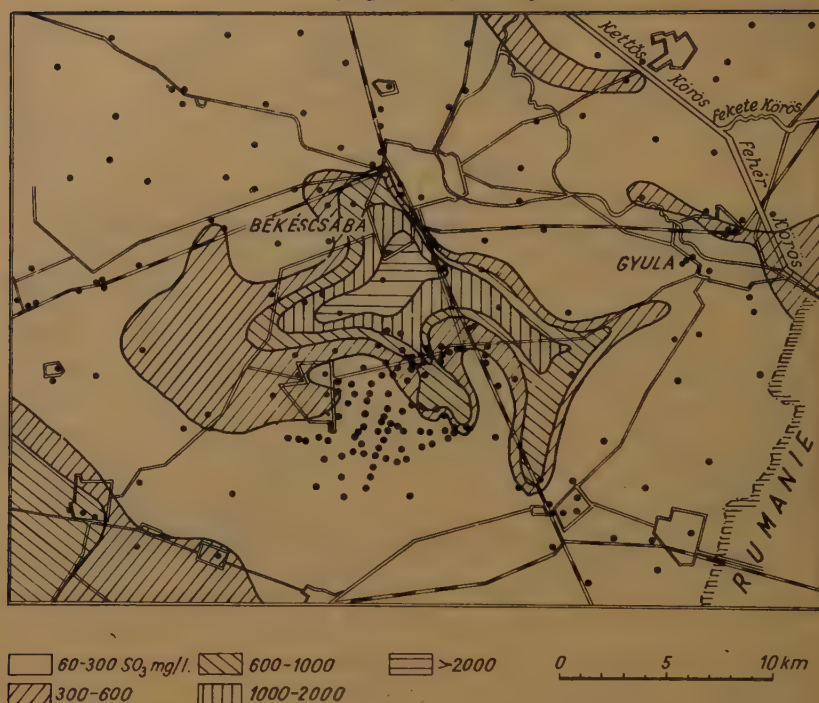 Kettős
Körös
Fekete Körös
Fehér
Körös
BÉKÉSCSABA
GYULA
RUMANIE
60-300 SO₃ mg/l.
600-1000
>2000
0 5 10 km
300-600
1000-2000